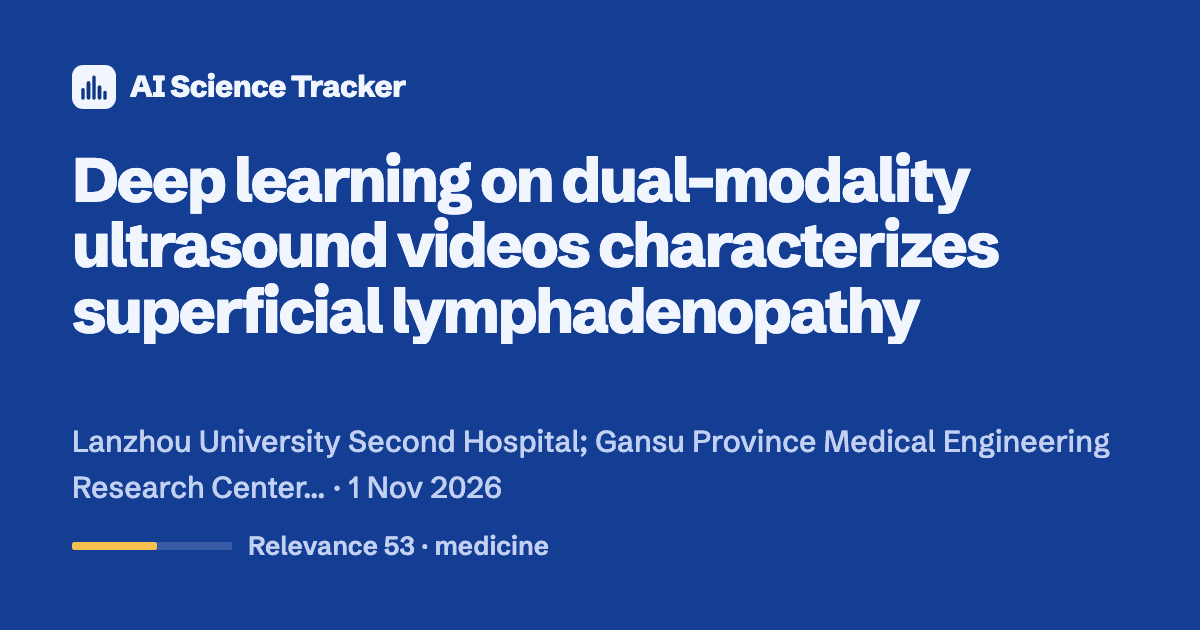 AI Science Tracker
Deep learning on dual-modality
ultrasound videos characterizes
superficial lymphadenopathy
Lanzhou University Second Hospital; Gansu Province Medical Engineering
Research Center... · 1 Nov 2026
Relevance 53 · medicine